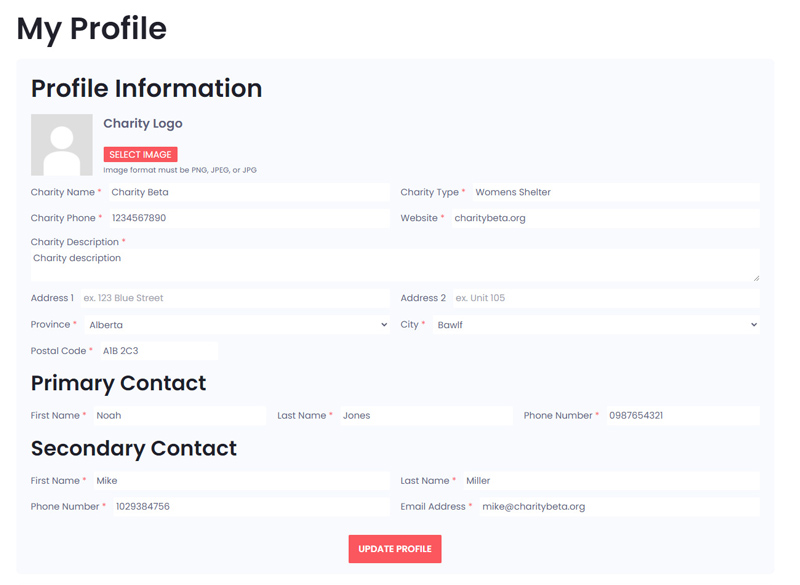 My Profile
Profile Information
Charity Logo
SELECT IMAGE
Image format must be PNG, JPEG, or JPG
Charity Name * Charity Beta Charity Type * Womens Shelter
Charity Phone * 1234567890 Website * charitybeta.org
Charity Description *
Charity description
Address 1 ex. 123 Blue Street Address 2 ex. Unit 105
Province * Alberta City * Bawlf
Postal Code * A1B 2C3
Primary Contact
First Name * Noah Last Name * Jones Phone Number * 0987654321
Secondary Contact
First Name * Mike Last Name * Miller
Phone Number * 1029384756 Email Address * mike@charitybeta.org
UPDATE PROFILE